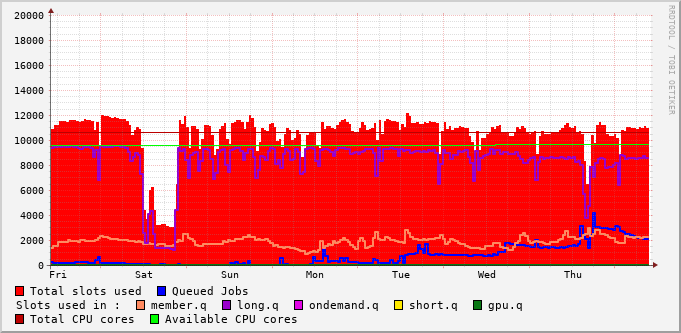 20000
18000
16000
14000
12000
10000
8000
6000
4000
2000
0
Fri Sat Sun Mon Tue Wed Thu
RRDTOOL / TOBI OETIKER
Total slots used Queued Jobs
Slots used in : member.q long.q ondemand.q short.q gpu.q
Total CPU cores Available CPU cores